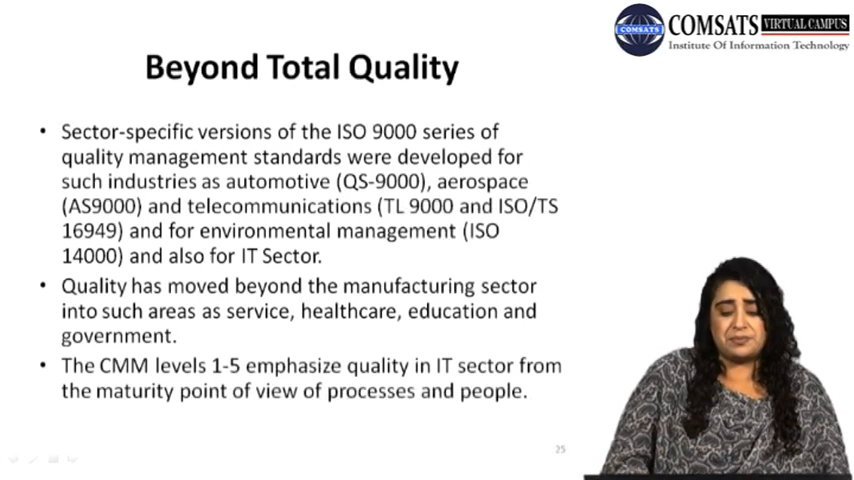 COMSATS VIRTUAL CAMPUS
COMSATS
Institute Of Information Technology
Beyond Total Quality
• Sector-specific versions of the ISO 9000 series of
quality management standards were developed for
such industries as automotive (QS-9000), aerospace
(AS9000) and telecommunications (TL 9000 and ISO/TS
16949) and for environmental management (ISO
14000) and also for IT Sector.
• Quality has moved beyond the manufacturing sector
into such areas as service, healthcare, education and
government.
• The CMM levels 1-5 emphasize quality in IT sector from
the maturity point of view of processes and people.
25